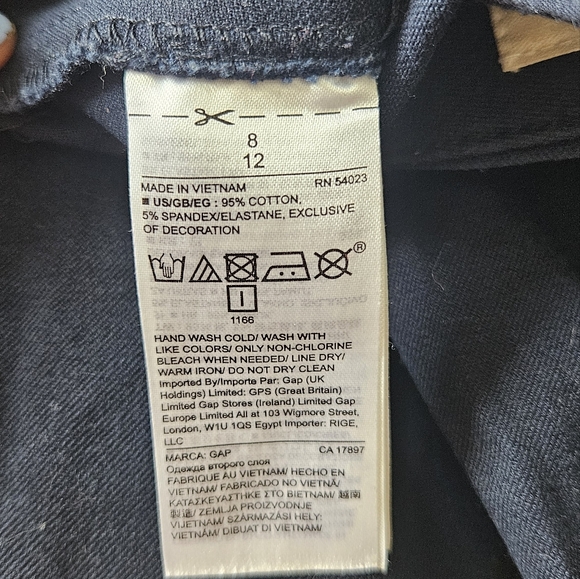 8
12
MADE IN VIETNAM RN 54023
US/GB/EG : 95% COTTON,
5% SPANDEX/ELASTANE, EXCLUSIVE
OF DECORATION
®
1166
HAND WASH COLD/ WASH WITH
LIKE COLORS/ ONLY NON-CHLORINE
BLEACH WHEN NEEDED/ LINE DRY/
WARM IRON/ DO NOT DRY CLEAN
Imported By/Importe Par: Gap (UK
Holdings) Limited: GPS (Great Britain)
Limited Gap Stores (Ireland) Limited Gap
Europe Limited All at 103 Wigmore Street,
London, W1U 1QS Egypt Importer: RIGE,
LLC
MARCA: GAP CA 17897
Одежда второго слоя
FABRIQUÉ AU VIETNAM/ HECHO EN
VIETNAM/ FABRICADO NO VIETNÃ/
ΚΑΤΑΣΚΕΥΑΣΤΗΚΕ ΣΤΟ ΒΙΕΤΝΑΜ/ 越南
製造/ ZEMLJA PROIZVODNJE
VIJETNAM/ SZÁRMAZÁSI HELY:
VIETNÁM/ DIBUAT DI VIETNAM/